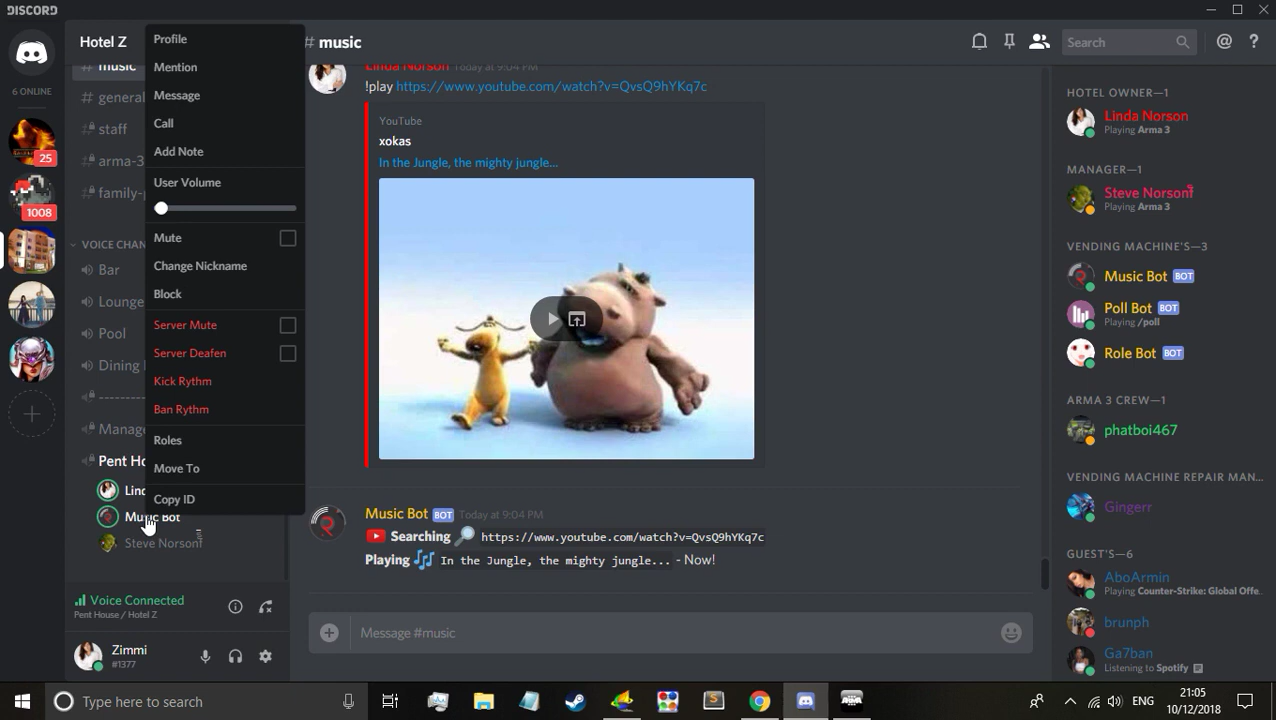 DISCORD
6 ONLINE
25
1008
Hotel Z
music
general
staff
arma-3
family-p
VOICE CHAN
Bar
Lounge
Pool
Dining
Manage
Pent Ho
Lind
Music Bot
Steve Norsonf
Voice Connected
Pent House / Hotel Z
Zimmi
#1377
Profile
Mention
Message
Call
Add Note
User Volume
Mute
Change Nickname
Block
Server Mute
Server Deafen
Kick Rythm
Ban Rythm
Roles
Move To
Copy ID
# music
Search
@ ?
Linda Norson Today at 9:04 PM
!play https://www.youtube.com/watch?v=QvsQ9hYKq7c
YouTube
xokas
In the Jungle, the mighty jungle...
Music Bot BOT Today at 9:04 PM
Searching https://www.youtube.com/watch?v=QvsQ9hYKq7c
Playing In the Jungle, the mighty jungle... - Now!
Message #music
HOTEL OWNER—1
Linda Norson
Playing Arma 3
MANAGER—1
Steve Norsonf
Playing Arma 3
VENDING MACHINE'S—3
Music Bot BOT
Poll Bot BOT
Playing /poll
Role Bot BOT
ARMA 3 CREW—1
phatboi467
VENDING MACHINE REPAIR MAN...
Gingerr
GUEST'S—6
AboArmin
Playing Counter-Strike: Global Offe...
brunph
Ga7ban
Listening to Spotify
Type here to search
ENG
21:05
10/12/2018